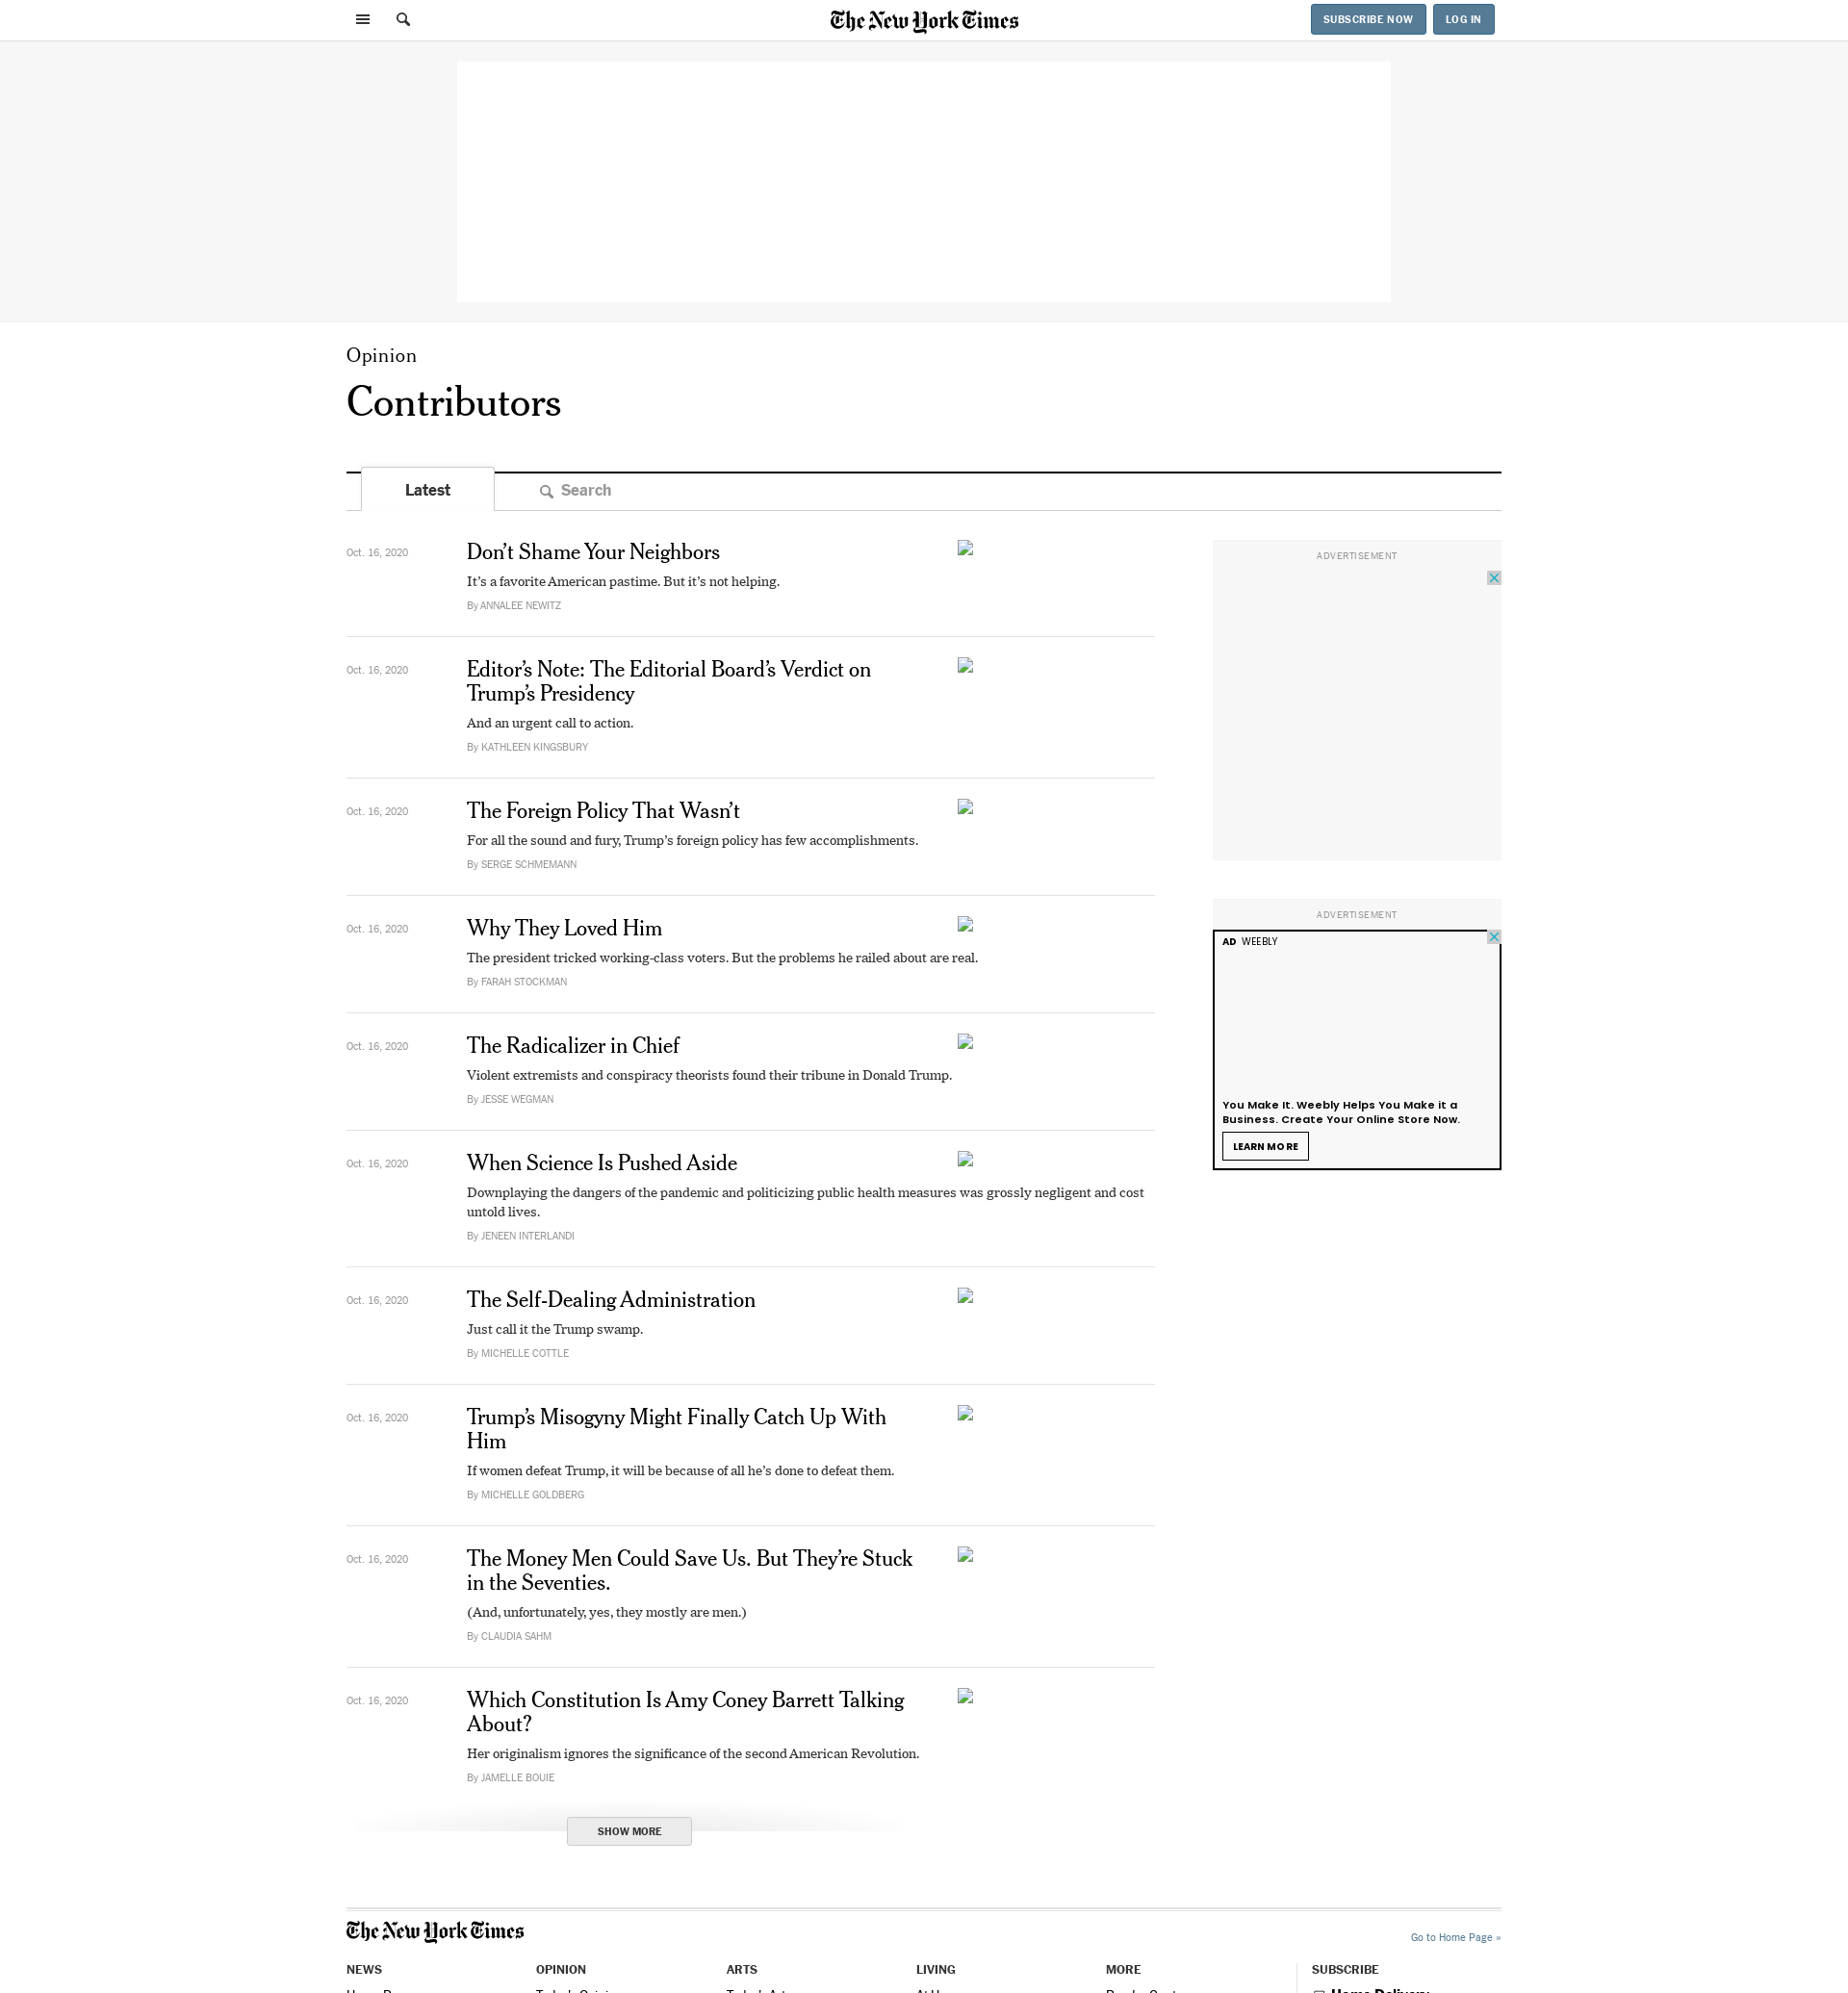 The New York Times
SUBSCRIBE NOW
LOG IN
Opinion
Contributors
Latest
Search
Oct. 16, 2020
Don’t Shame Your Neighbors
It’s a favorite American pastime. But it’s not helping.
By ANNALEE NEWITZ
Oct. 16, 2020
Editor’s Note: The Editorial Board’s Verdict on
Trump’s Presidency
And an urgent call to action.
By KATHLEEN KINGSBURY
Oct. 16, 2020
The Foreign Policy That Wasn’t
For all the sound and fury, Trump’s foreign policy has few accomplishments.
By SERGE SCHMEMANN
Oct. 16, 2020
Why They Loved Him
The president tricked working-class voters. But the problems he railed about are real.
By FARAH STOCKMAN
Oct. 16, 2020
The Radicalizer in Chief
Violent extremists and conspiracy theorists found their tribune in Donald Trump.
By JESSE WEGMAN
Oct. 16, 2020
When Science Is Pushed Aside
Downplaying the dangers of the pandemic and politicizing public health measures was grossly negligent and cost
untold lives.
By JENEEN INTERLANDI
Oct. 16, 2020
The Self-Dealing Administration
Just call it the Trump swamp.
By MICHELLE COTTLE
Oct. 16, 2020
Trump’s Misogyny Might Finally Catch Up With
Him
If women defeat Trump, it will be because of all he’s done to defeat them.
By MICHELLE GOLDBERG
Oct. 16, 2020
The Money Men Could Save Us. But They’re Stuck
in the Seventies.
(And, unfortunately, yes, they mostly are men.)
By CLAUDIA SAHM
Oct. 16, 2020
Which Constitution Is Amy Coney Barrett Talking
About?
Her originalism ignores the significance of the second American Revolution.
By JAMELLE BOUIE
SHOW MORE
ADVERTISEMENT
ADVERTISEMENT
AD WEEBLY
You Make It. Weebly Helps You Make it a
Business. Create Your Online Store Now.
LEARN MORE
The New York Times
Go to Home Page »
NEWS
OPINION
ARTS
LIVING
MORE
SUBSCRIBE
Home Delivery